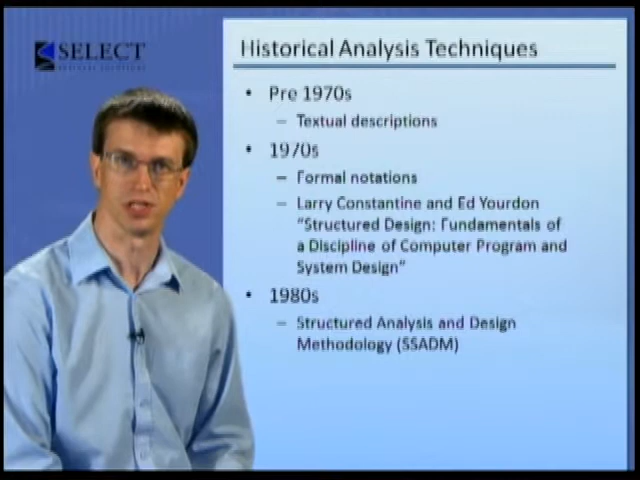 SELECT
Historical Analysis Techniques
• Pre 1970s
– Textual descriptions
• 1970s
– Formal notations
– Larry Constantine and Ed Yourdon
“Structured Design: Fundamentals of
a Discipline of Computer Program and
System Design”
• 1980s
– Structured Analysis and Design
Methodology (SSADM)